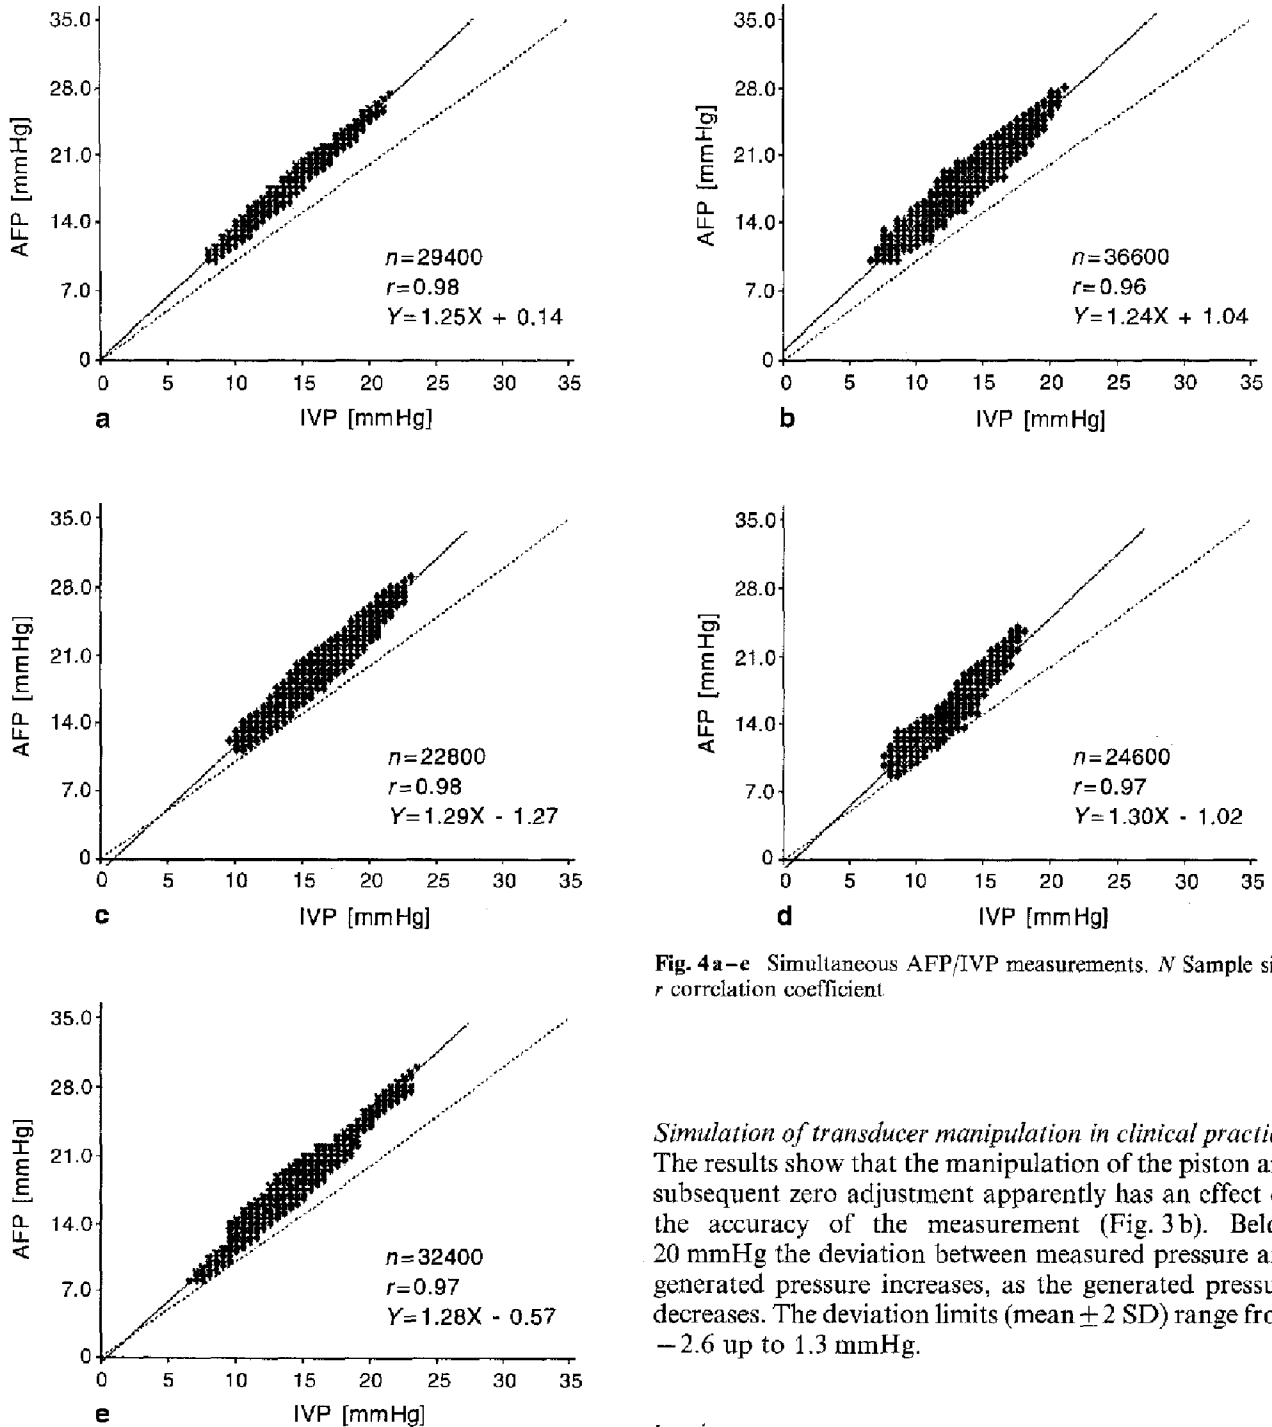 35.0
28.0
21.0
14.0
7.0
0
AFP [mmHg]
n=29400
r=0.98
Y=1.25X + 0.14
0 5 10 15 20 25 30 35
a IVP [mmHg]
35.0
28.0
21.0
14.0
7.0
0
AFP [mmHg]
n=36600
r=0.96
Y=1.24X + 1.04
0 5 10 15 20 25 30 35
b IVP [mmHg]
35.0
28.0
21.0
14.0
7.0
0
AFP [mmHg]
n=22800
r=0.98
Y=1.29X - 1.27
0 5 10 15 20 25 30 35
c IVP [mmHg]
35.0
28.0
21.0
14.0
7.0
0
AFP [mmHg]
n=24600
r=0.97
Y=1.30X - 1.02
0 5 10 15 20 25 30 35
d IVP [mmHg]
Fig. 4a–e Simultaneous AFP/IVP measurements. N Sample si
r correlation coefficient
35.0
28.0
21.0
14.0
7.0
0
AFP [mmHg]
n=32400
r=0.97
Y=1.28X - 0.57
0 5 10 15 20 25 30 35
e IVP [mmHg]
Simulation of transducer manipulation in clinical practic
The results show that the manipulation of the piston an
subsequent zero adjustment apparently has an effect o
the accuracy of the measurement (Fig. 3b). Belo
20 mmHg the deviation between measured pressure an
generated pressure increases, as the generated pressu
decreases. The deviation limits (mean ± 2 SD) range fro
−2.6 up to 1.3 mmHg.